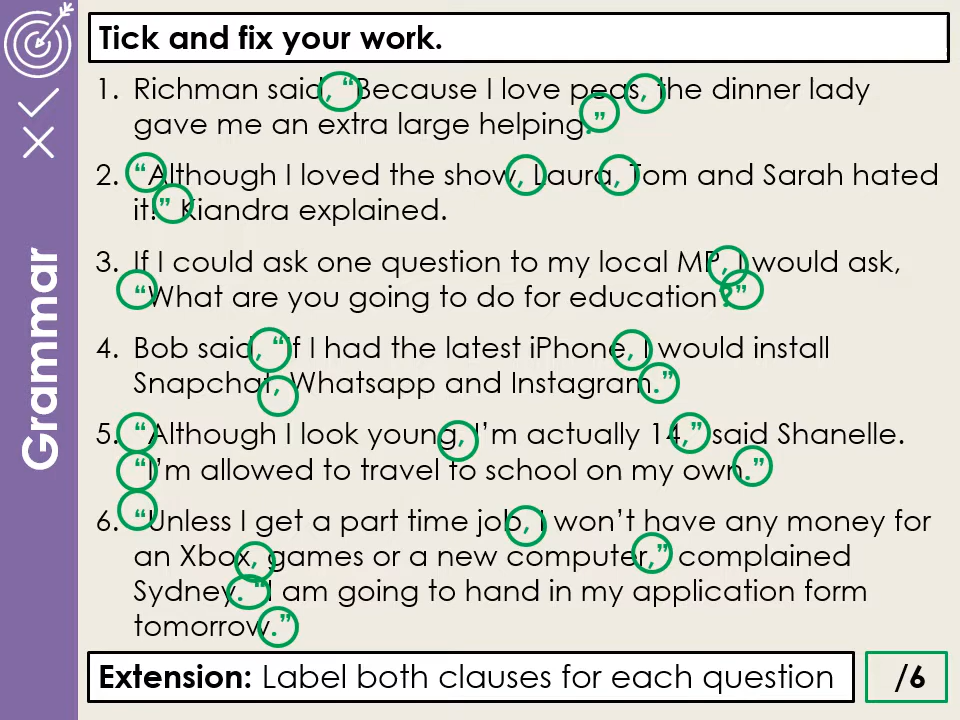 Tick and fix your work.
1. Richman said, “Because I love peas, the dinner lady
gave me an extra large helping.”
2. “Although I loved the show, Laura, Tom and Sarah hated
it!” Kiandra explained.
3. If I could ask one question to my local MP, I would ask,
“What are you going to do for education?”
4. Bob said, “If I had the latest iPhone, I would install
Snapchat, Whatsapp and Instagram.”
5. “Although I look young, I’m actually 14,” said Shanelle.
“I’m allowed to travel to school on my own.”
6. “Unless I get a part time job, I won’t have any money for
an Xbox, games or a new computer,” complained
Sydney. “I am going to hand in my application form
tomorrow.”
Extension: Label both clauses for each question
/6
Grammar